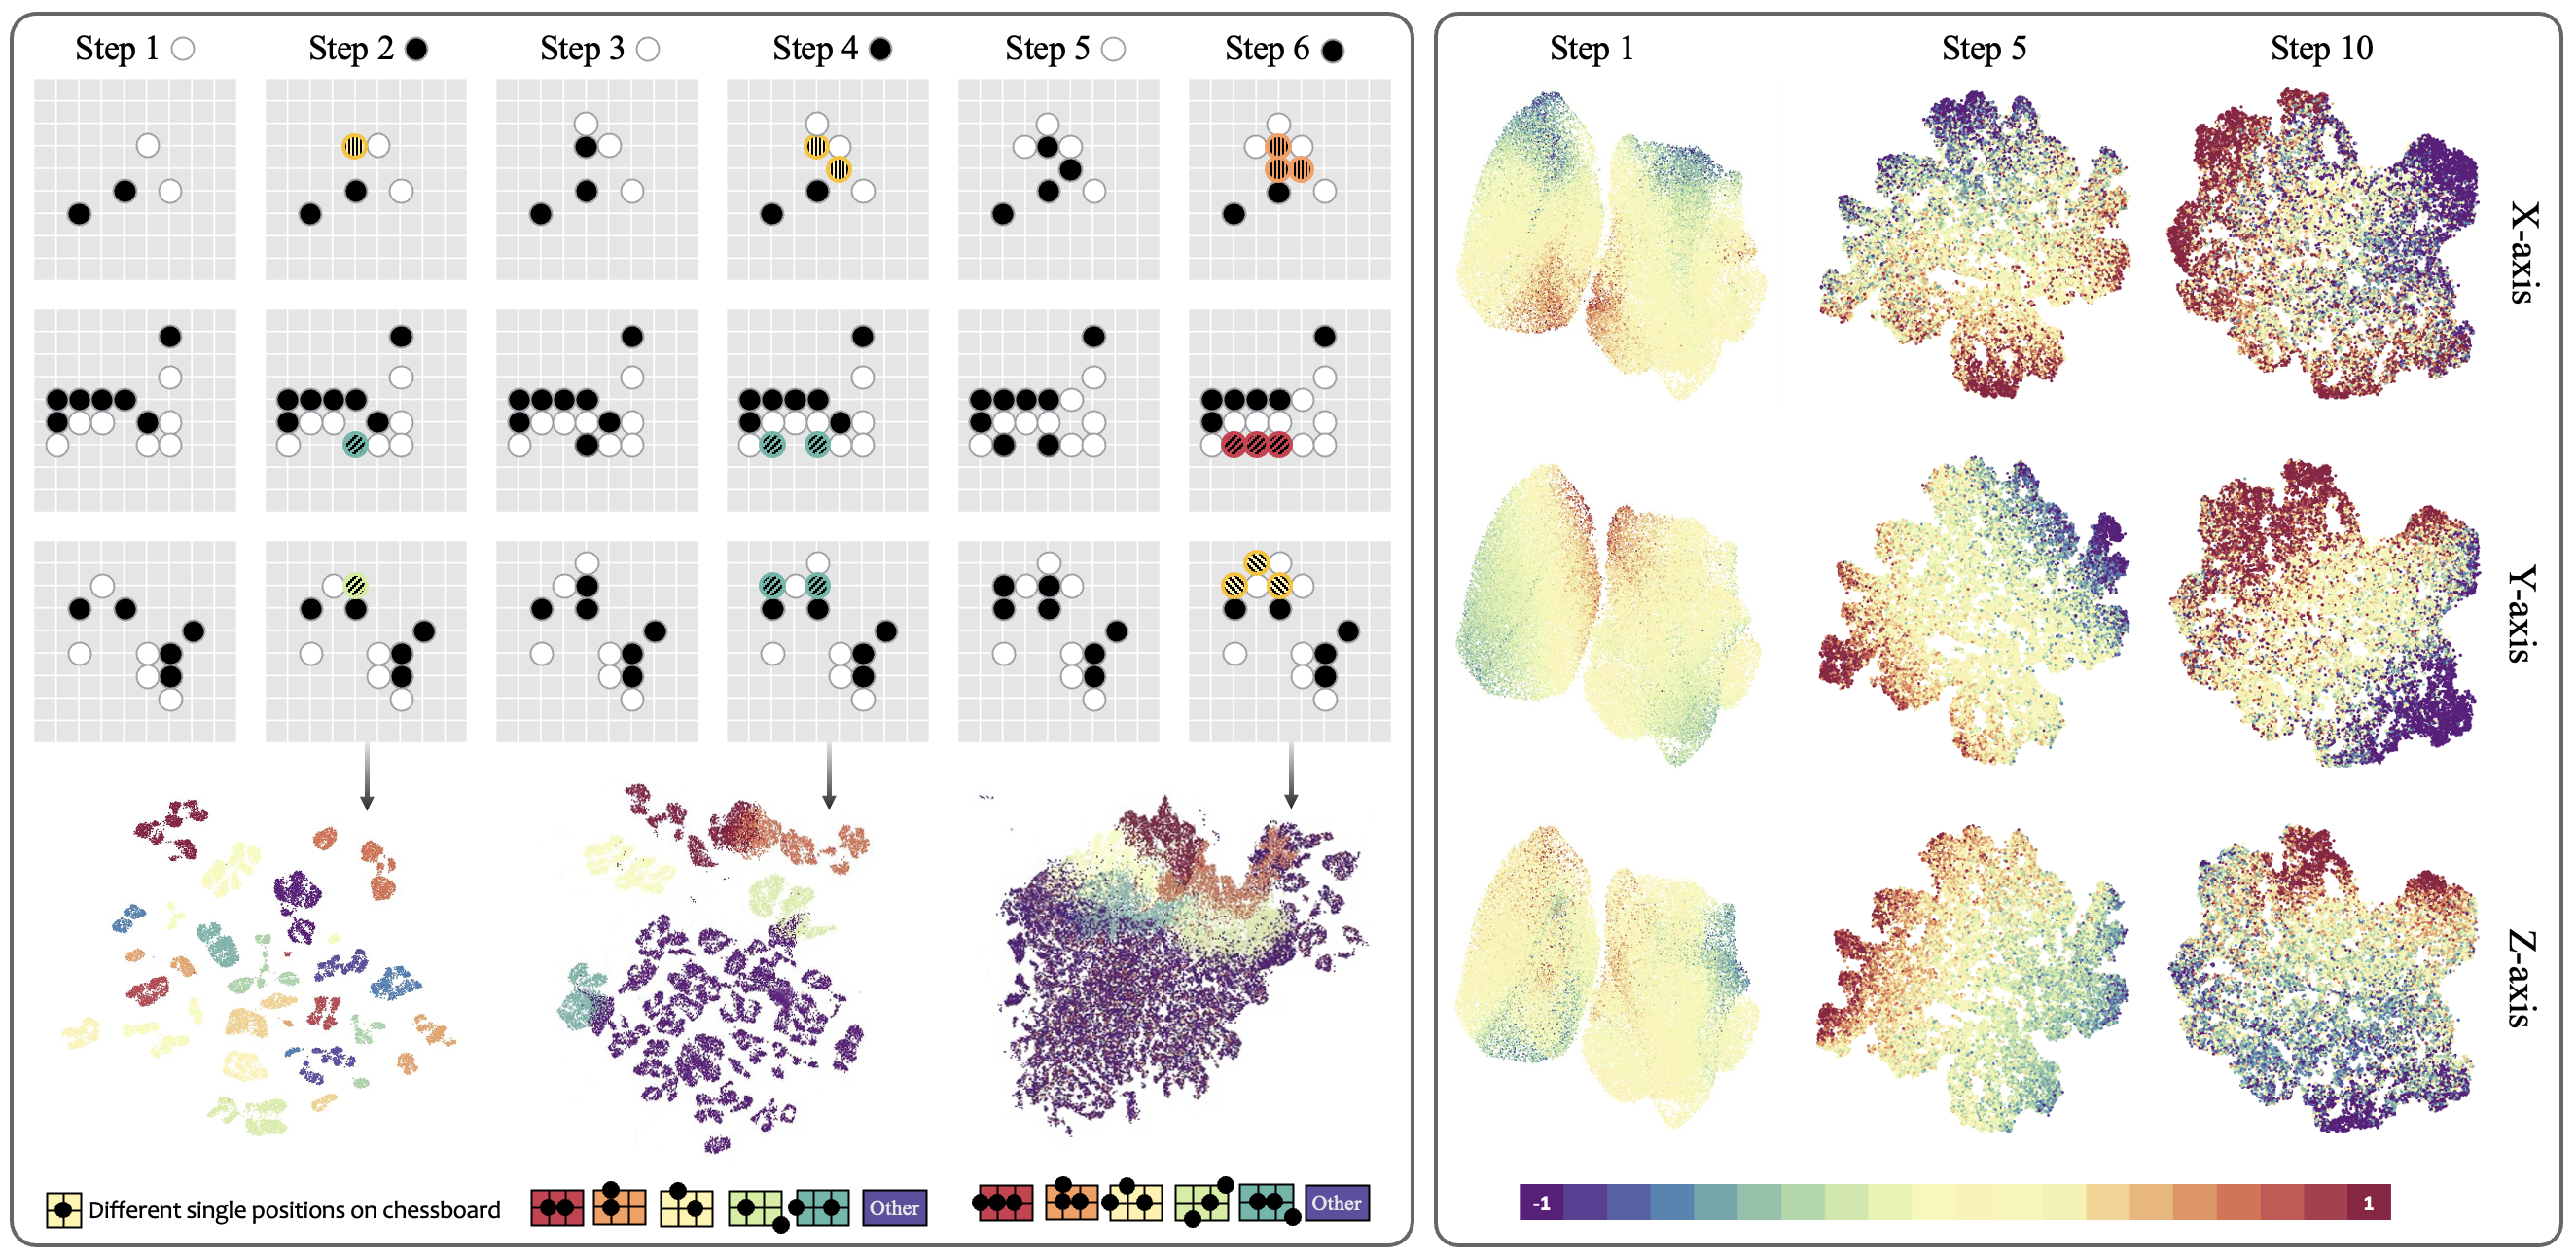 Step 1
Step 2
Step 3
Step 4
Step 5
Step 6
Different single positions on chessboard
Other
Other
Step 1
Step 5
Step 10
X-axis
Y-axis
Z-axis
-1
1